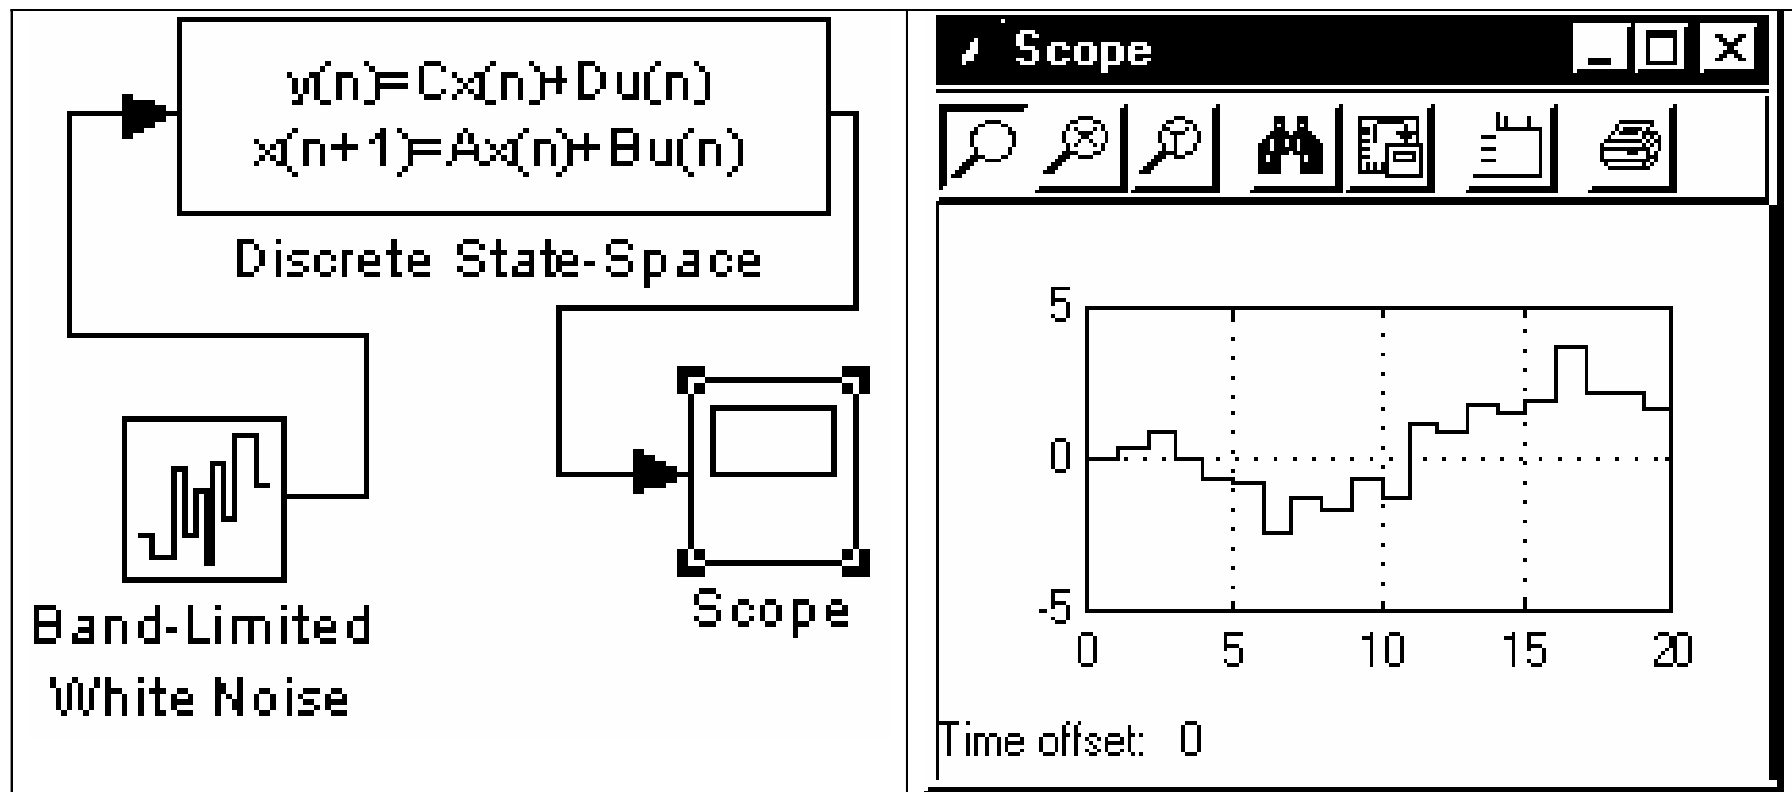 y(n)=Cx(n)+Du(n)
x(n+1)=Ax(n)+Bu(n)
Discrete State-Space
Band-Limited
White Noise
Scope
Scope
5
0
-5
0 5 10 15 20
Time offset: 0